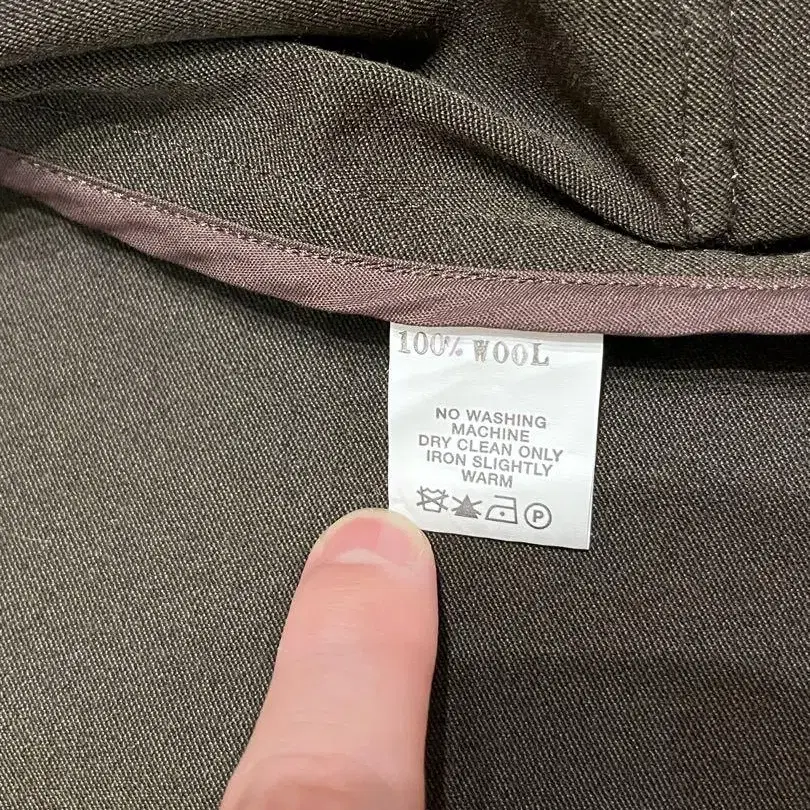 100% WOOL
NO WASHING
MACHINE
DRY CLEAN ONLY
IRON SLIGHTLY
WARM
P